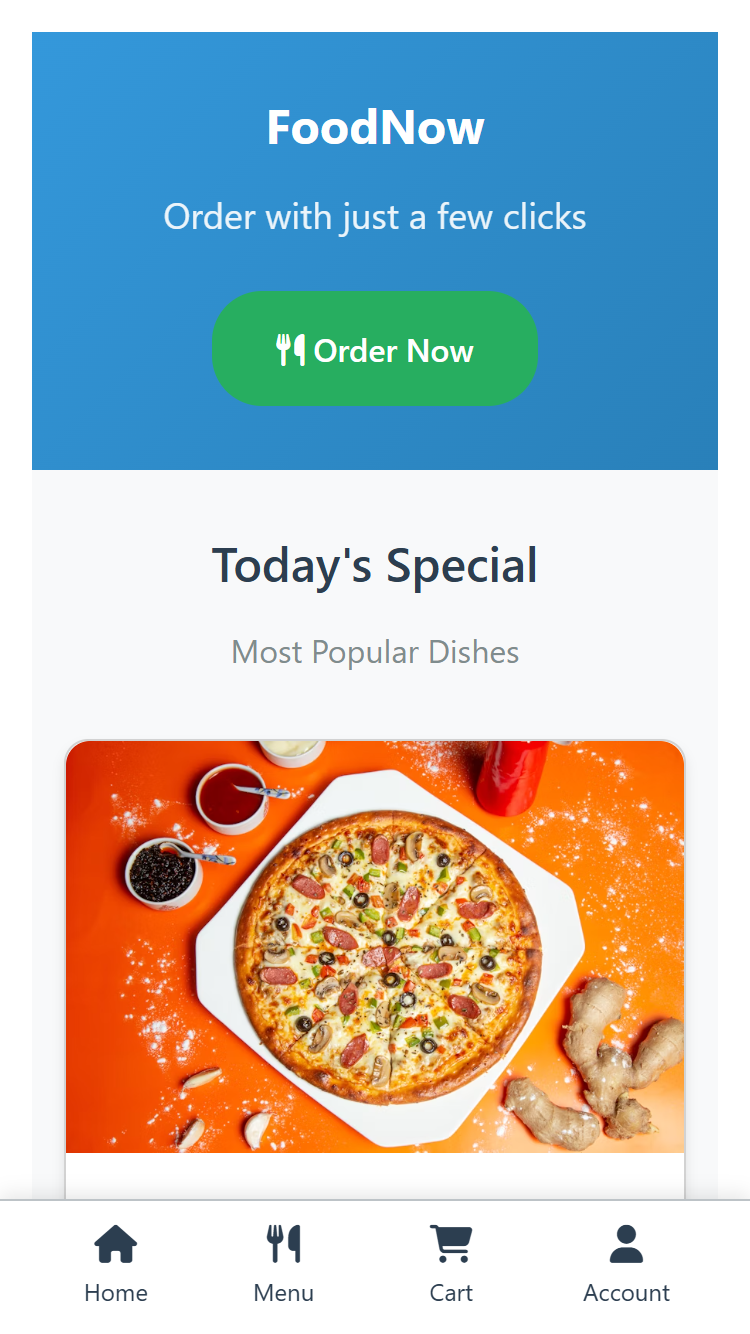 FoodNow
Order with just a few clicks
Order Now
Today's Special
Most Popular Dishes
Home
Menu
Cart
Account